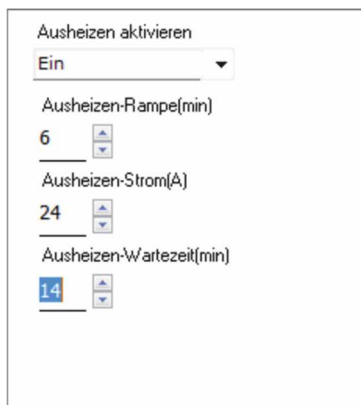 Ausheizen aktivieren
Ein
Ausheizen-Rampe(min)
6
Ausheizen-Strom(A)
24
Ausheizen-Wartezeit(min)
14